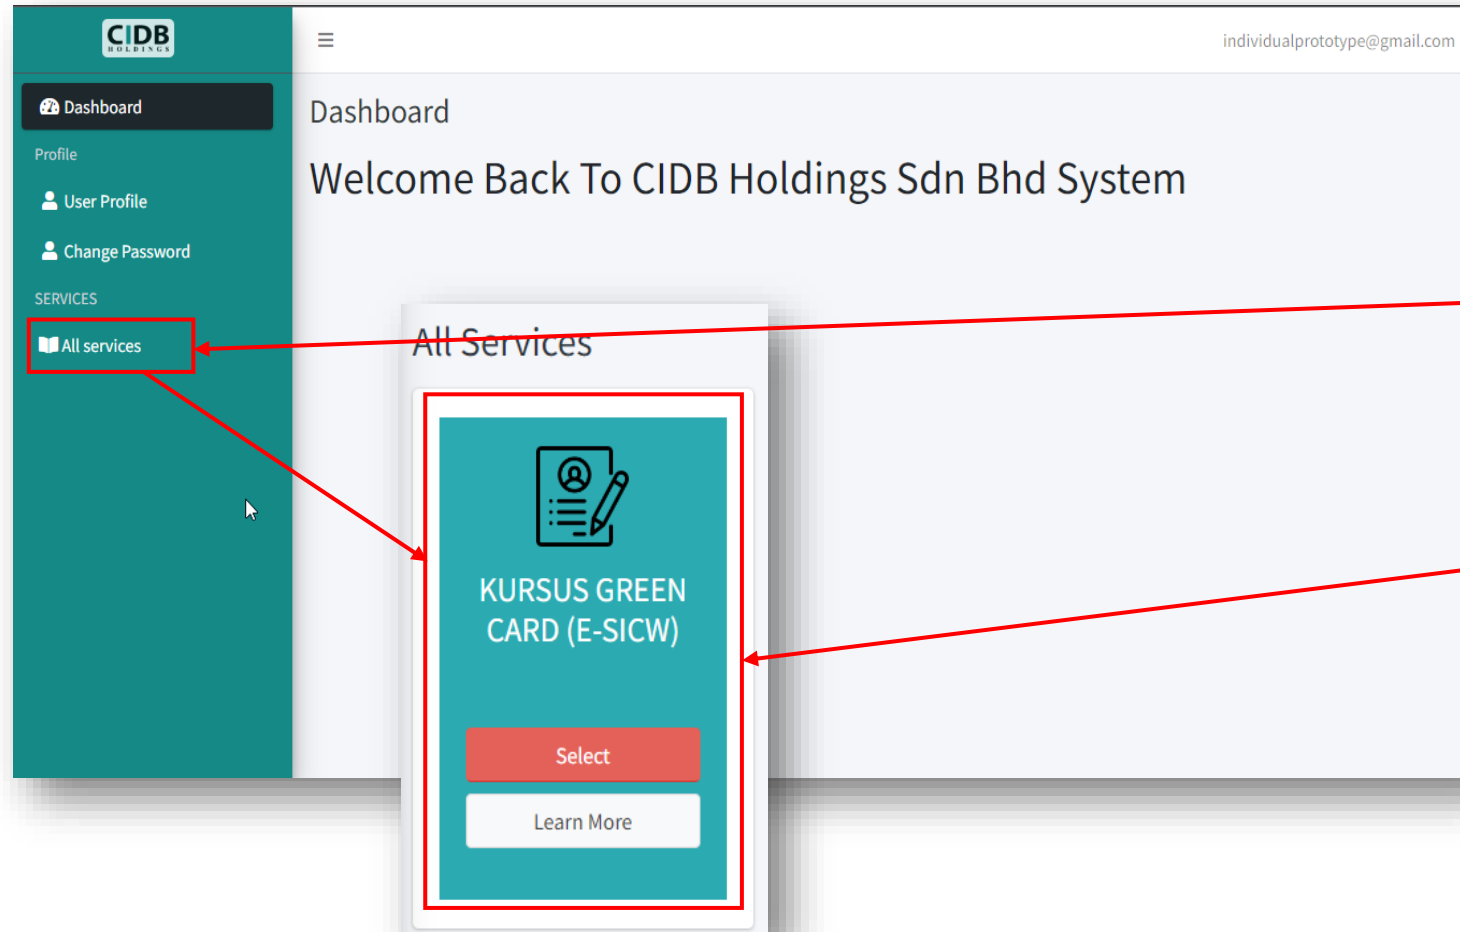 CIDB
HOLDINGS
individualprototype@gmail.com
Dashboard
Profile
User Profile
Change Password
SERVICES
All services
Dashboard
Welcome Back To CIDB Holdings Sdn Bhd System
All Services
KURSUS GREEN
CARD (E-SICW)
Select
Learn More